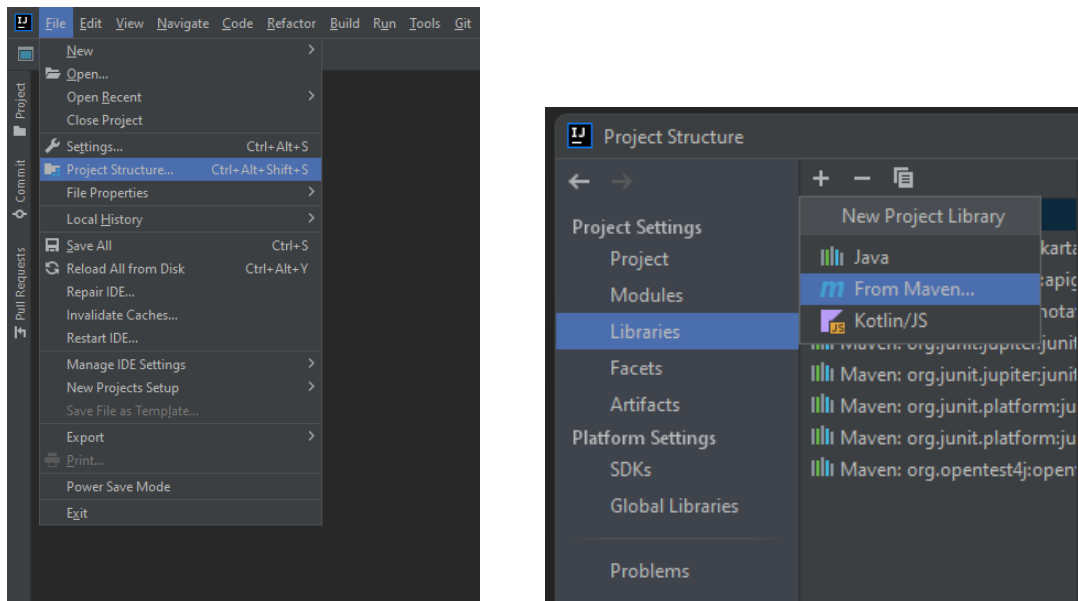 File Edit View Navigate Code Refactor Build Run Tools Git
Project
Commit
Pull Requests
New
Open...
Open Recent
Close Project
Settings... Ctrl+Alt+S
Project Structure... Ctrl+Alt+Shift+S
File Properties
Local History
Save All Ctrl+S
Reload All from Disk Ctrl+Alt+Y
Repair IDE...
Invalidate Caches...
Restart IDE...
Manage IDE Settings
New Projects Setup
Save File as Template...
Export
Print...
Power Save Mode
Exit
IJ Project Structure
Project Settings
Project
Modules
Libraries
Facets
Artifacts
Platform Settings
SDKs
Global Libraries
Problems
New Project Library
Java
From Maven...
Kotlin/JS
Maven: org.junit.jupiter:junit
Maven: org.junit.jupiter:junit
Maven: org.junit.platform:ju
Maven: org.junit.platform:ju
Maven: org.opentest4j:open